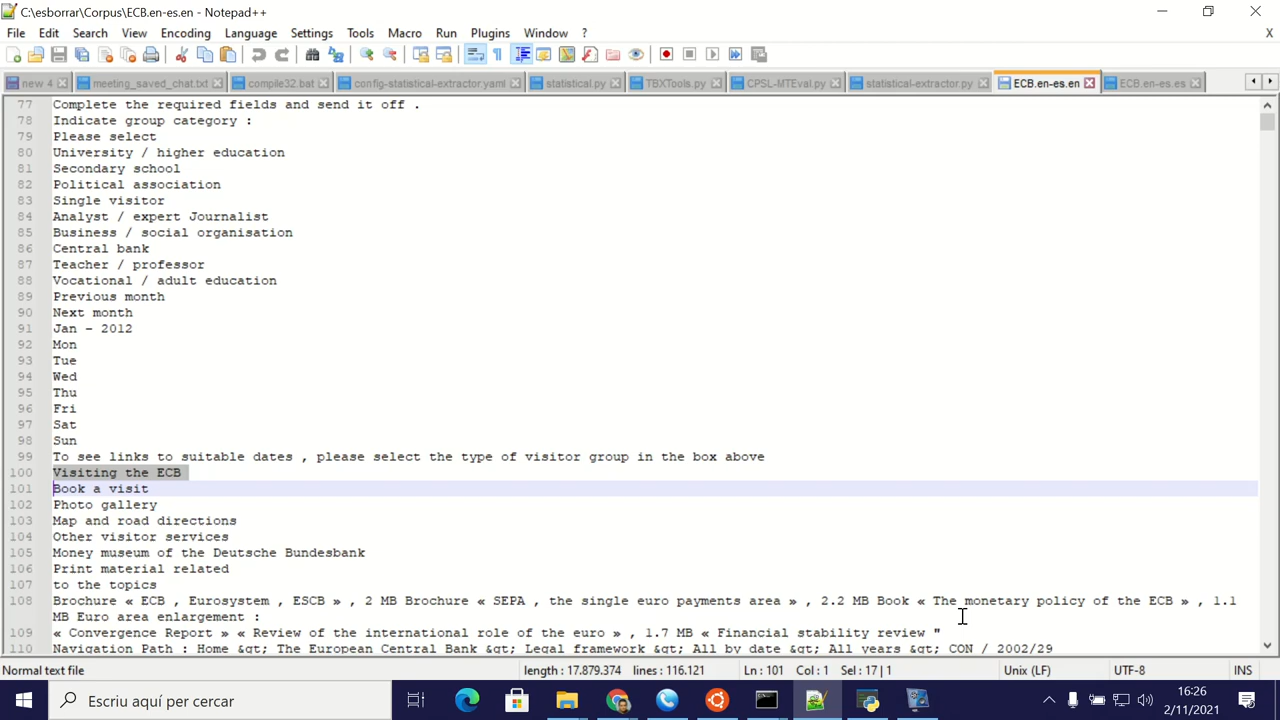 C:\esborrar\Corpus\ECB.en-es.en - Notepad++
File Edit Search View Encoding Language Settings Tools Macro Run Plugins Window ? X
new 4 meeting_saved_chat.txt compile32.bat config-statistical-extractor.yaml statistical.py TBXTools.py CPSL-MTEval.py statistical-extractor.py ECB.en-es.en ECB.en-es.es
77 Complete the required fields and send it off .
78 Indicate group category :
79 Please select
80 University / higher education
81 Secondary school
82 Political association
83 Single visitor
84 Analyst / expert Journalist
85 Business / social organisation
86 Central bank
87 Teacher / professor
88 Vocational / adult education
89 Previous month
90 Next month
91 Jan - 2012
92 Mon
93 Tue
94 Wed
95 Thu
96 Fri
97 Sat
98 Sun
99 To see links to suitable dates , please select the type of visitor group in the box above
100 Visiting the ECB
101 Book a visit
102 Photo gallery
103 Map and road directions
104 Other visitor services
105 Money museum of the Deutsche Bundesbank
106 Print material related
107 to the topics
108 Brochure « ECB , Eurosystem , ESCB » , 2 MB Brochure « SEPA , the single euro payments area » , 2.2 MB Book « The monetary policy of the ECB » , 1.1
MB Euro area enlargement :
109 « Convergence Report » « Review of the international role of the euro » , 1.7 MB « Financial stability review "
110 Navigation Path : Home &gt; The European Central Bank &gt; Legal framework &gt; All by date &gt; All years &gt; CON / 2002/29
Normal text file length : 17.879.374 lines : 116.121 Ln : 101 Col : 1 Sel : 17 | 1 Unix (LF) UTF-8 INS
Escriu aquí per cercar
16:26
2/11/2021